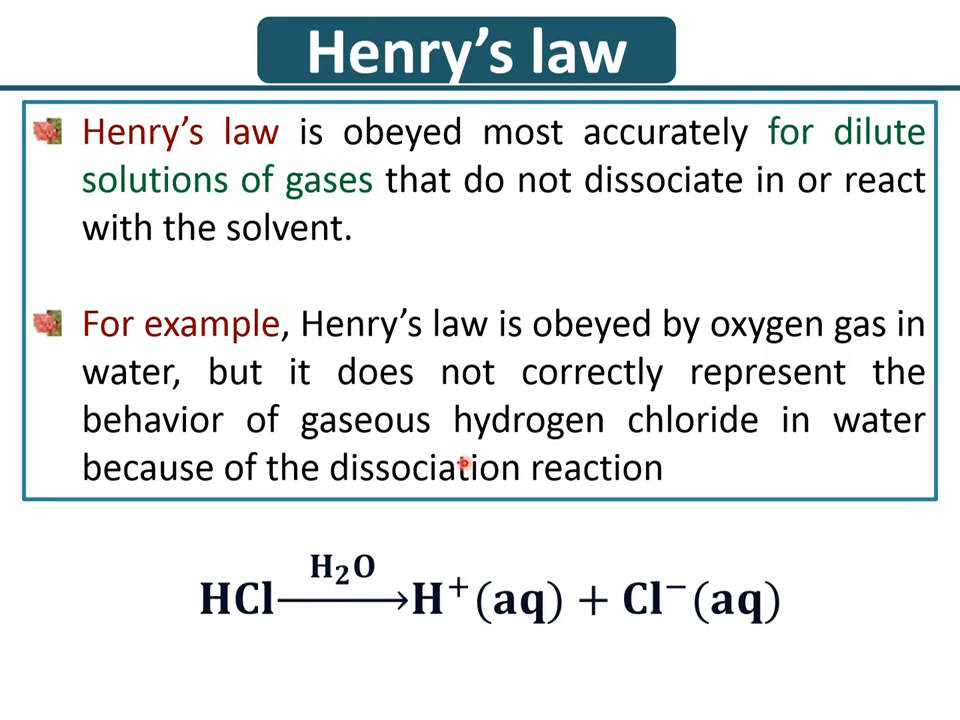 Henry’s law
Henry’s law is obeyed most accurately for dilute
solutions of gases that do not dissociate in or react
with the solvent.
For example, Henry’s law is obeyed by oxygen gas in
water, but it does not correctly represent the
behavior of gaseous hydrogen chloride in water
because of the dissociation reaction
H₂O
HCl⟶H⁺(aq) + Cl⁻(aq)